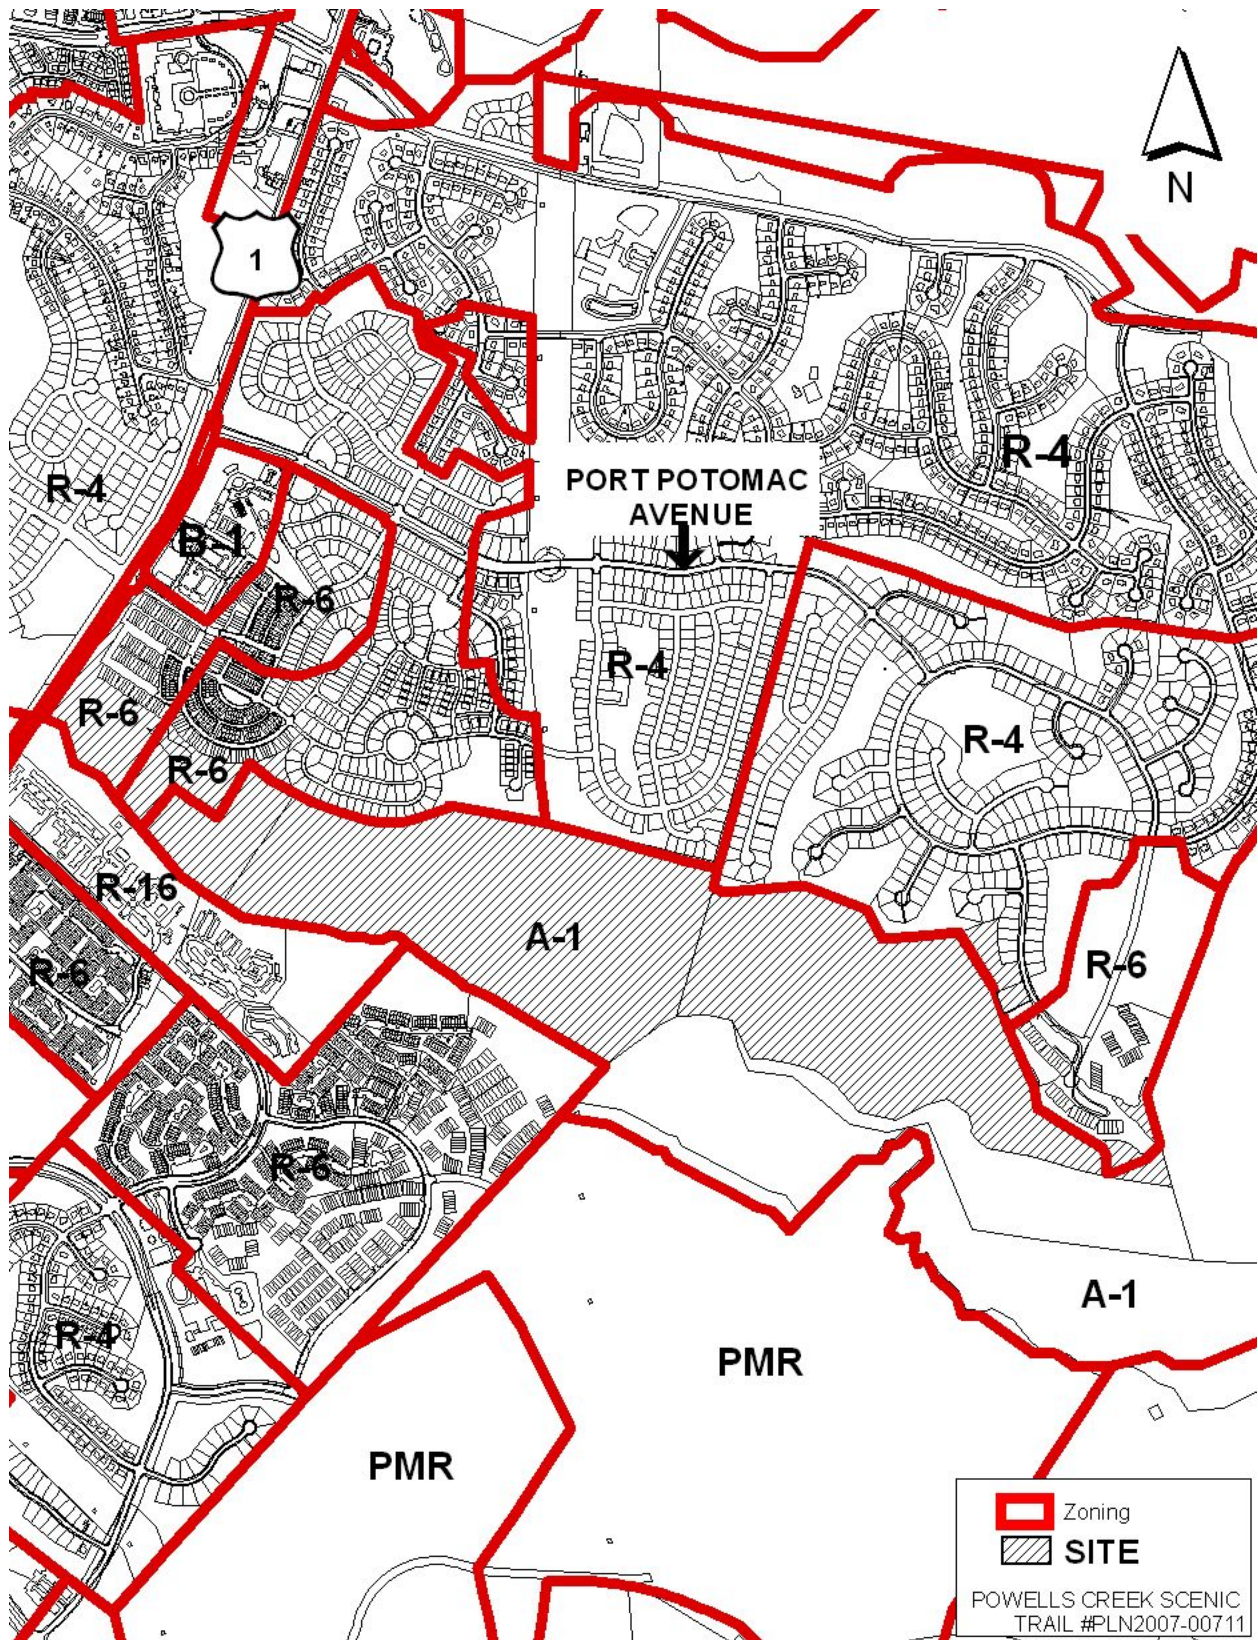 N
1
R-4
R-4
PORT POTOMAC
AVENUE
B-1
R-6
R-4
R-6
R-4
R-6
R-16
A-1
R-6
R-6
R-6
A-1
R-4
PMR
PMR
Zoning
SITE
POWELLS CREEK SCENIC
TRAIL #PLN2007-00711